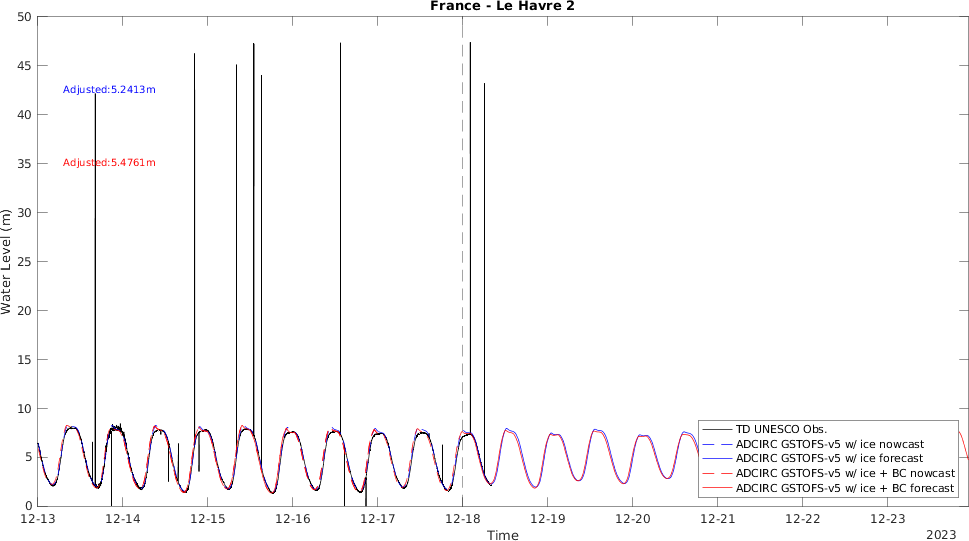 France - Le Havre 2
50
45
40
35
30
25
20
15
10
5
0
Water Level (m)
Adjusted:5.2413m
Adjusted:5.4761m
TD UNESCO Obs.
ADCIRC GSTOFS-v5 w/ ice nowcast
ADCIRC GSTOFS-v5 w/ ice forecast
ADCIRC GSTOFS-v5 w/ ice + BC nowcast
ADCIRC GSTOFS-v5 w/ ice + BC forecast
12-13 12-14 12-15 12-16 12-17 12-18 12-19 12-20 12-21 12-22 12-23
Time
2023